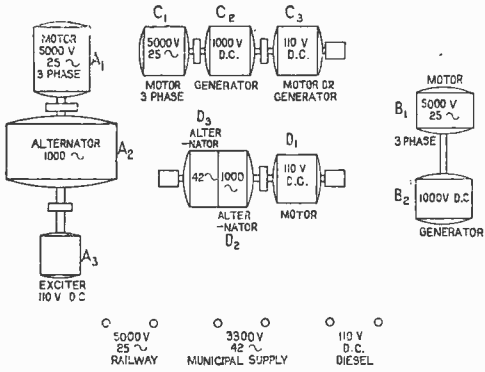 MOTOR
5000 V
25 ~
3 PHASE
A1
ALTERNATOR
1000 ~
A2
A3
EXCITER
110 V D C
C1
C2
C3
5000 V
25 ~
1000 V
D.C.
110 V
D.C.
MOTOR
3 PHASE
GENERATOR
MOTOR OR
GENERATOR
D3
ALTER
-NATOR
D1
42 ~
1000
~
110 V
D.C.
ALTER
-NATOR
D2
MOTOR
MOTOR
B1
5000 V
25 ~
3 PHASE
B2
1000V D.C
GENERATOR
5000 V
25 ~
RAILWAY
3300 V
42 ~
MUNICIPAL SUPPLY
110 V
D.C.
DIESEL